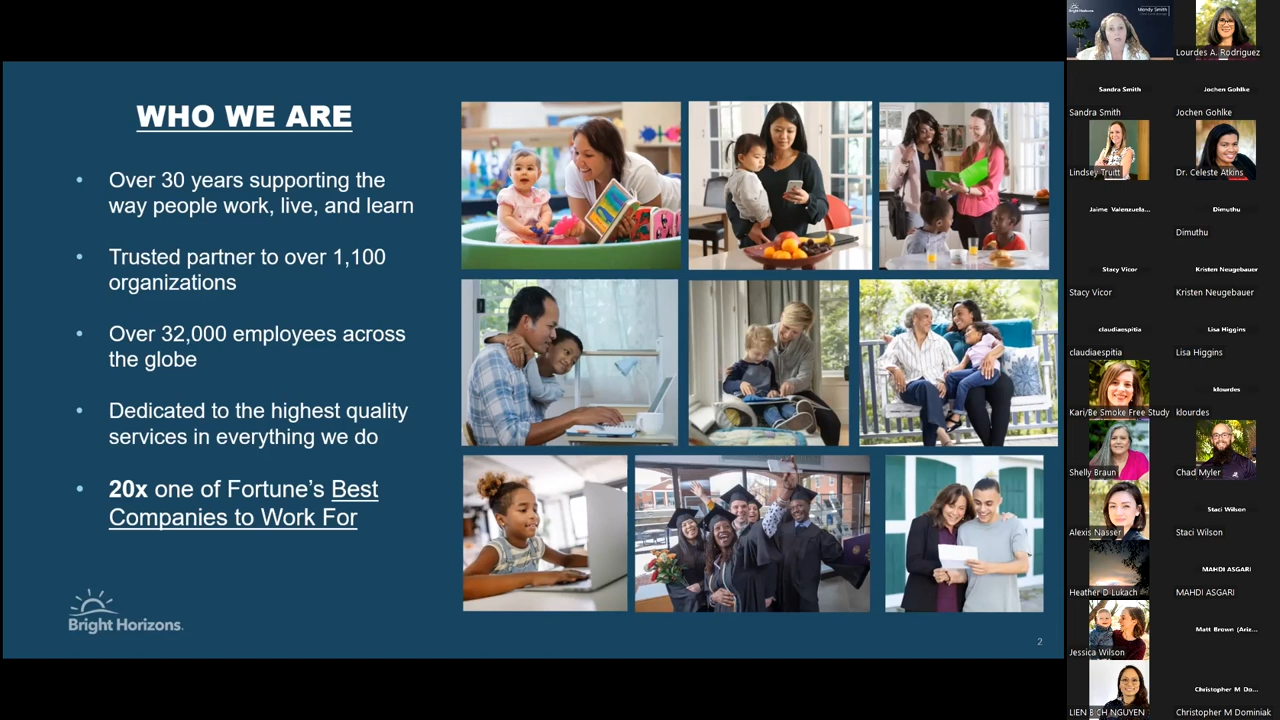 WHO WE ARE
• Over 30 years supporting the
way people work, live, and learn
• Trusted partner to over 1,100
organizations
• Over 32,000 employees across
the globe
• Dedicated to the highest quality
services in everything we do
• 20x one of Fortune's Best
Companies to Work For
Bright Horizons.
2
Bright Horizons
Mandy Smith
Lourdes A. Rodriguez
Sandra Smith
Jochen Gohlke
Sandra Smith
Jochen Gohlke
Lindsey Truitt
Dr. Celeste Atkins
Jaime Valenzuela...
Dimuthu
Dimuthu
Stacy Vicor
Kristen Neugebauer
Stacy Vicor
Kristen Neugebauer
claudiaespitia
Lisa Higgins
claudiaespitia
Lisa Higgins
klourdes
Kari/Be Smoke Free Study
klourdes
Shelly Braun
Chad Myler
Staci Wilson
Alexis Nasser
Staci Wilson
MAHDI ASGARI
Heather D Lukach
MAHDI ASGARI
Matt Brown (Ariz...
Jessica Wilson
Christopher M Do...
LIEN BICH NGUYEN
Christopher M Dominiak